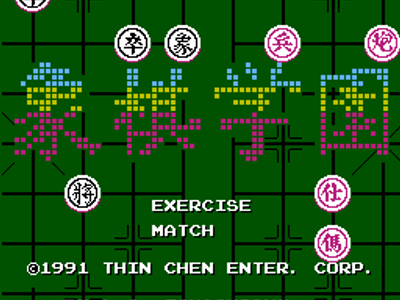 卒 象 兵 炮
象棋学園
將 仕
EXERCISE
MATCH
傌
©1991 THIN CHEN ENTER. CORP.